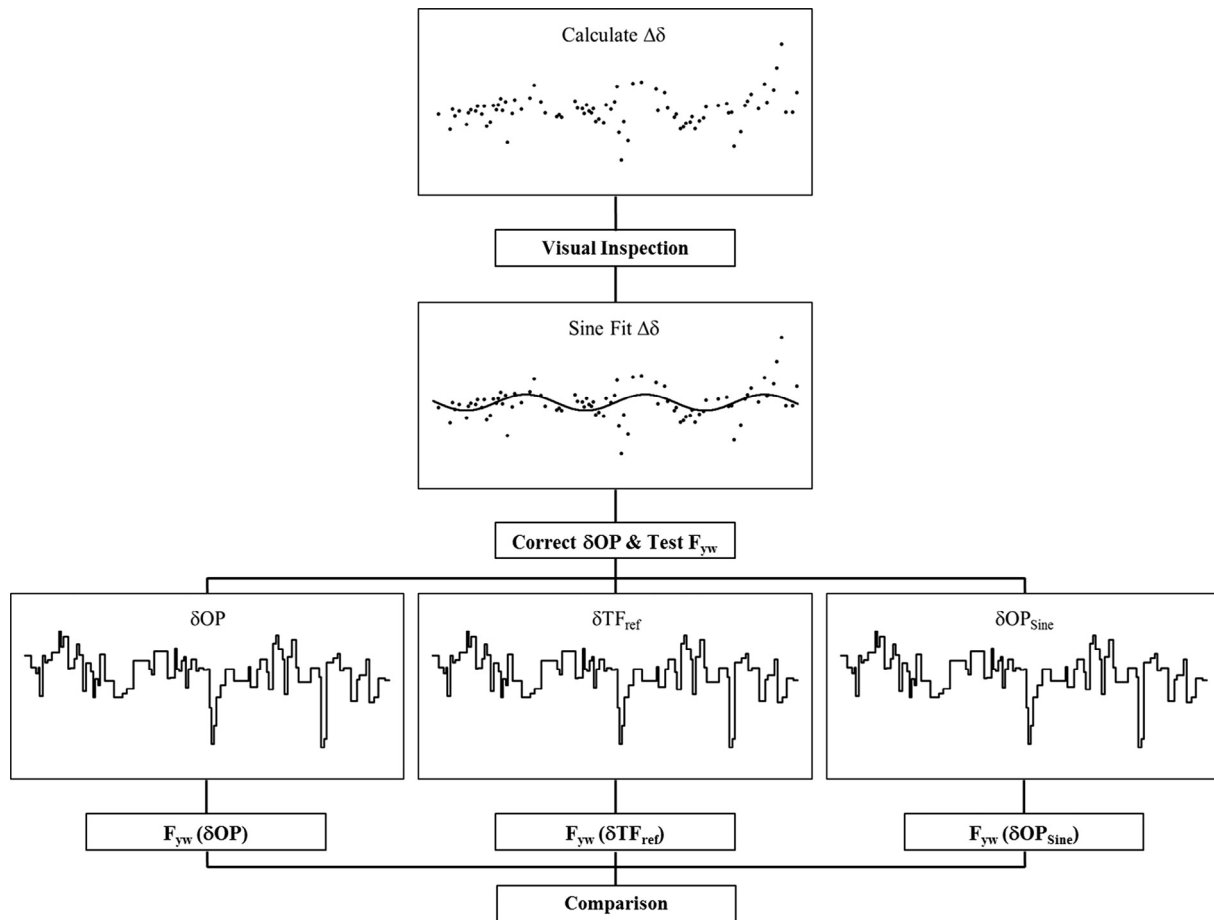 Calculate Δδ
Visual Inspection
Sine Fit Δδ
Correct δOP & Test Fyw
δOP
δTFref
δOPSine
Fyw (δOP)
Fyw (δTFref)
Fyw (δOPSine)
Comparison